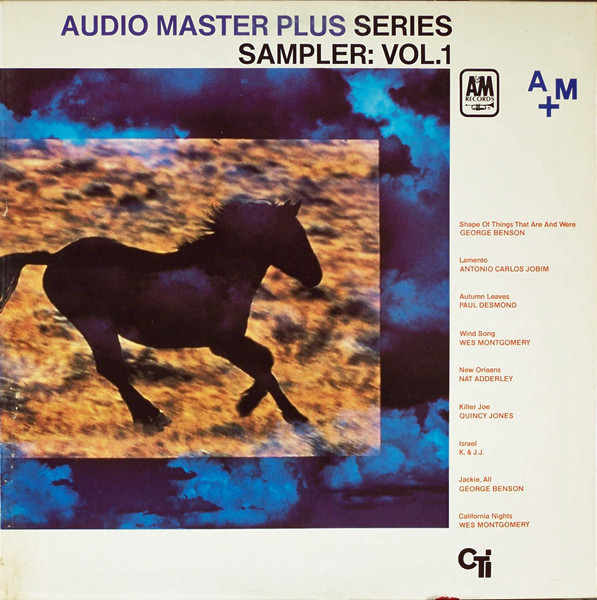 AUDIO MASTER PLUS SERIES
SAMPLER: VOL.1
A&M
RECORDS
A+M
Shape Of Things That Are And Were
GEORGE BENSON
Lamento
ANTONIO CARLOS JOBIM
Autumn Leaves
PAUL DESMOND
Wind Song
WES MONTGOMERY
New Orleans
NAT ADDERLEY
Killer Joe
QUINCY JONES
Israel
K. & J.J.
Jackie, All
GEORGE BENSON
California Nights
WES MONTGOMERY
CTi